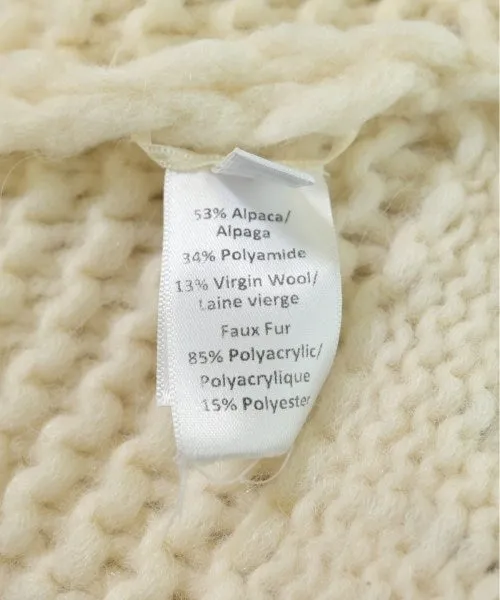 53% Alpaca/
Alpaga
34% Polyamide
13% Virgin Wool/
Laine vierge
Faux Fur
85% Polyacrylic/
Polyacrylique
15% Polyester